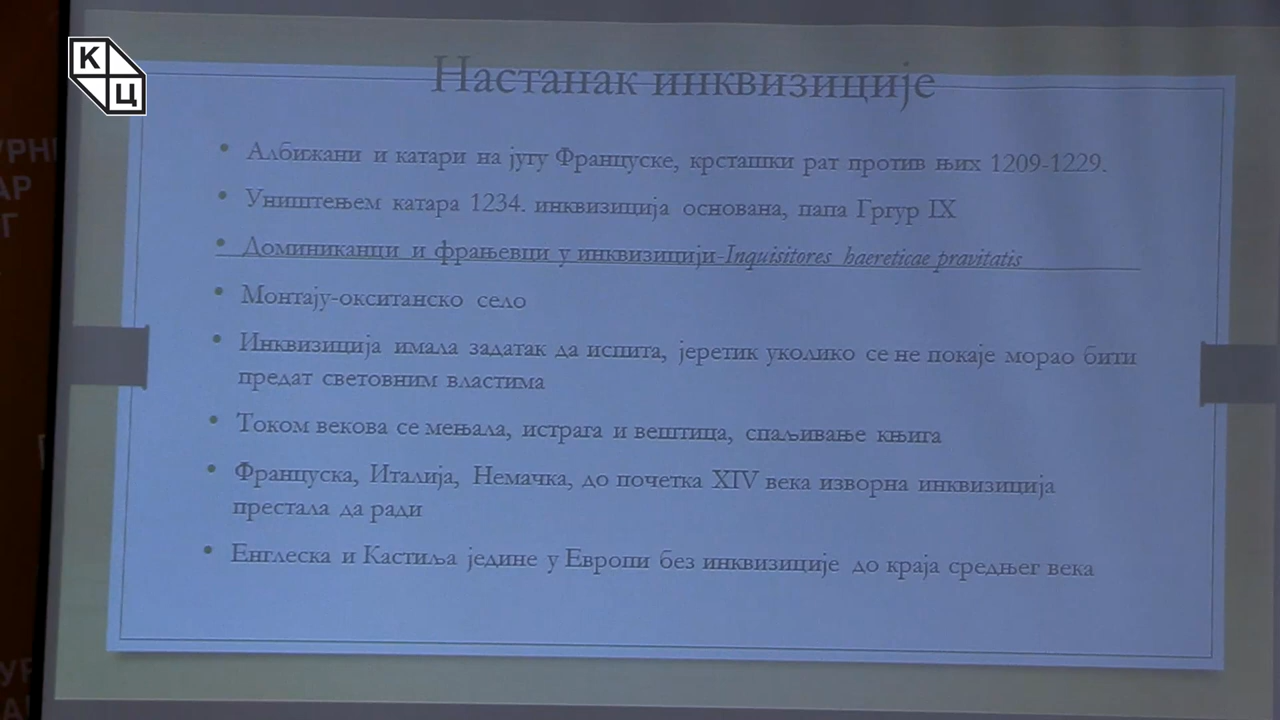 К
Ц
Настанак инквизиције
Албижани и катари на југу Француске, крсташки рат против њих 1209-1229.
Уништењем катара 1234. инквизиција основана, папа Гргур IX
Доминиканци и фрањевци у инквизицији-Inquisitores haereticae pravitatis
Монтају-окситанско село
Инквизиција имала задатак да испита, јеретик уколико се не покаје морао бити
предат световним властима
Током векова се мењала, истрага и вештица, спаљивање књига
Француска, Италија, Немачка, до почетка XIV века изворна инквизиција
престала да ради
Енглеска и Кастиља једине у Европи без инквизиције до краја средњег века